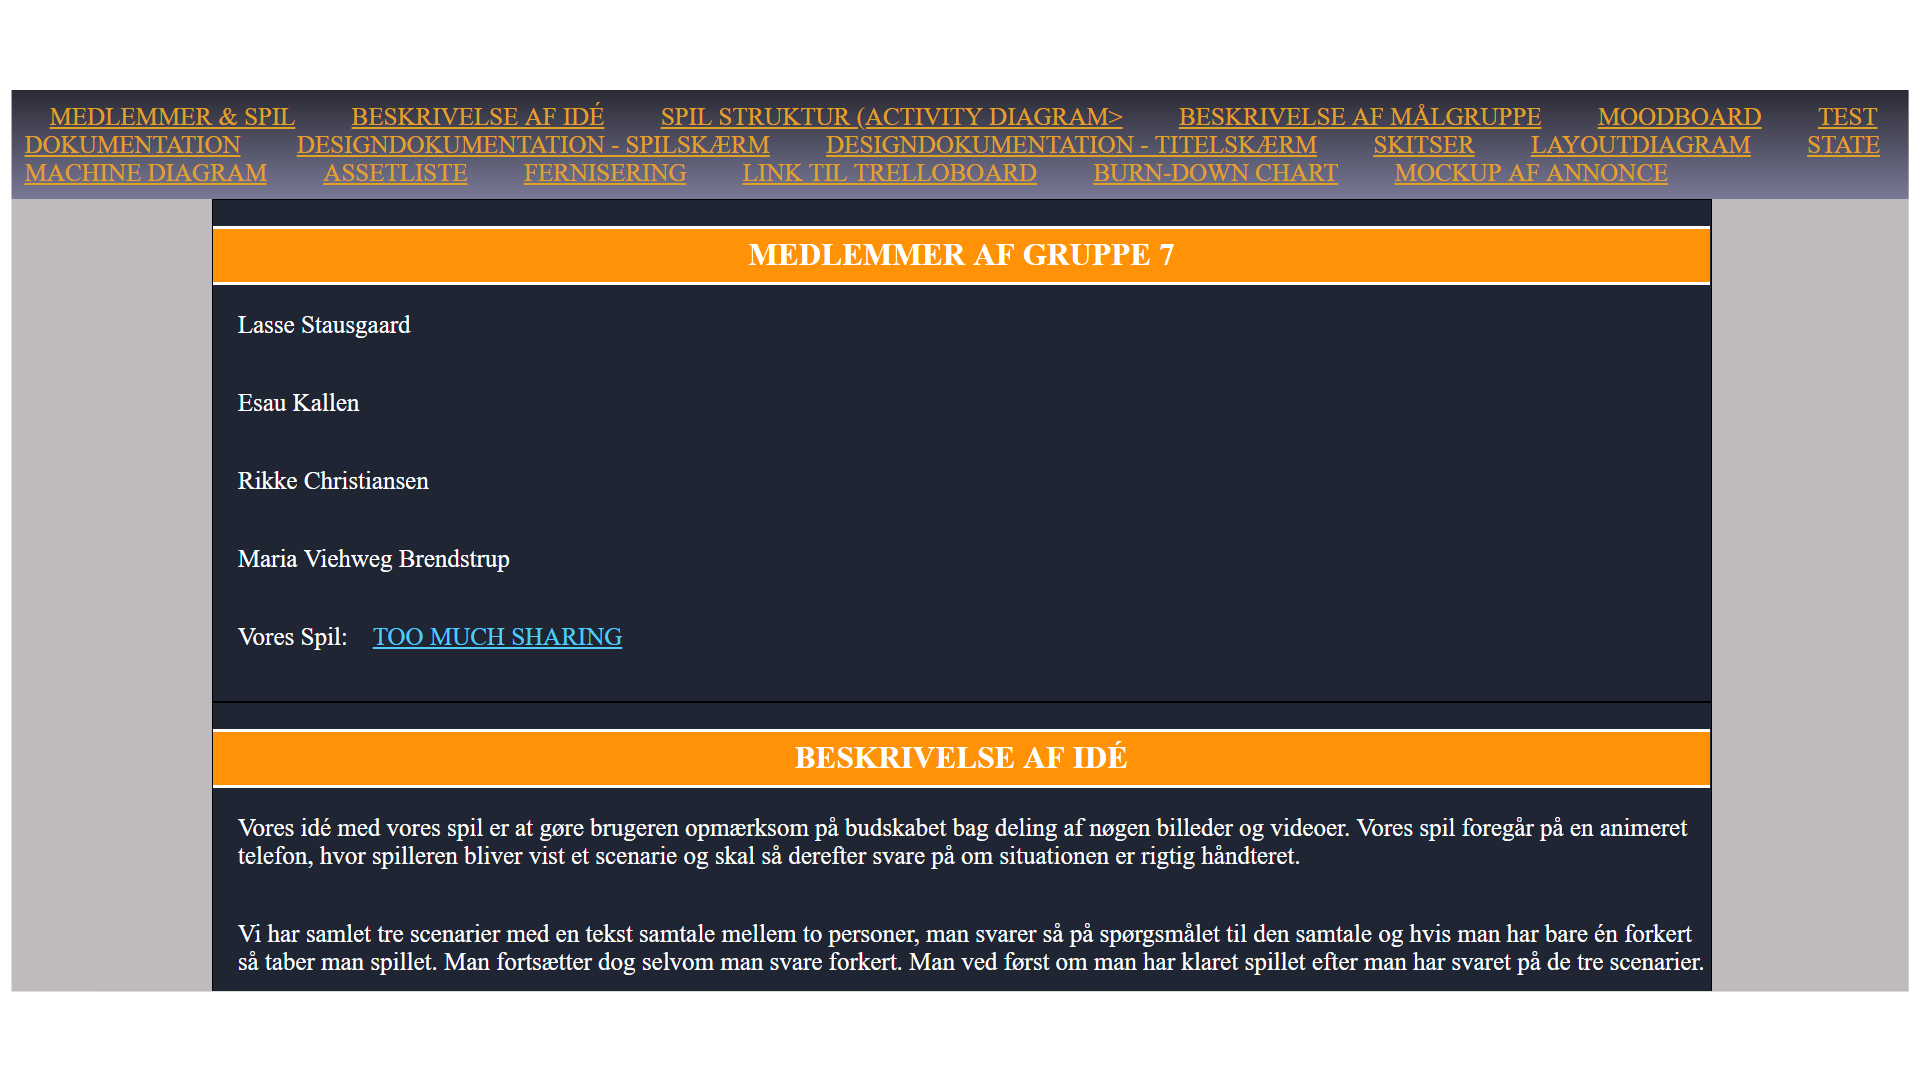 MEDLEMMER & SPIL BESKRIVELSE AF IDÉ SPIL STRUKTUR (ACTIVITY DIAGRAM> BESKRIVELSE AF MÅLGRUPPE MOODBOARD TEST
DOKUMENTATION DESIGNDOKUMENTATION - SPILSKÆRM DESIGNDOKUMENTATION - TITELSKÆRM SKITSER LAYOUTDIAGRAM STATE
MACHINE DIAGRAM ASSETLISTE FERNISERING LINK TIL TRELLOBOARD BURN-DOWN CHART MOCKUP AF ANNONCE
MEDLEMMER AF GRUPPE 7
Lasse Stausgaard
Esau Kallen
Rikke Christiansen
Maria Viehweg Brendstrup
Vores Spil: TOO MUCH SHARING
BESKRIVELSE AF IDÉ
Vores idé med vores spil er at gøre brugeren opmærksom på budskabet bag deling af nøgen billeder og videoer. Vores spil foregår på en animeret
telefon, hvor spilleren bliver vist et scenarie og skal så derefter svare på om situationen er rigtig håndteret.
Vi har samlet tre scenarier med en tekst samtale mellem to personer, man svarer så på spørgsmålet til den samtale og hvis man har bare én forkert
så taber man spillet. Man fortsætter dog selvom man svare forkert. Man ved først om man har klaret spillet efter man har svaret på de tre scenarier.